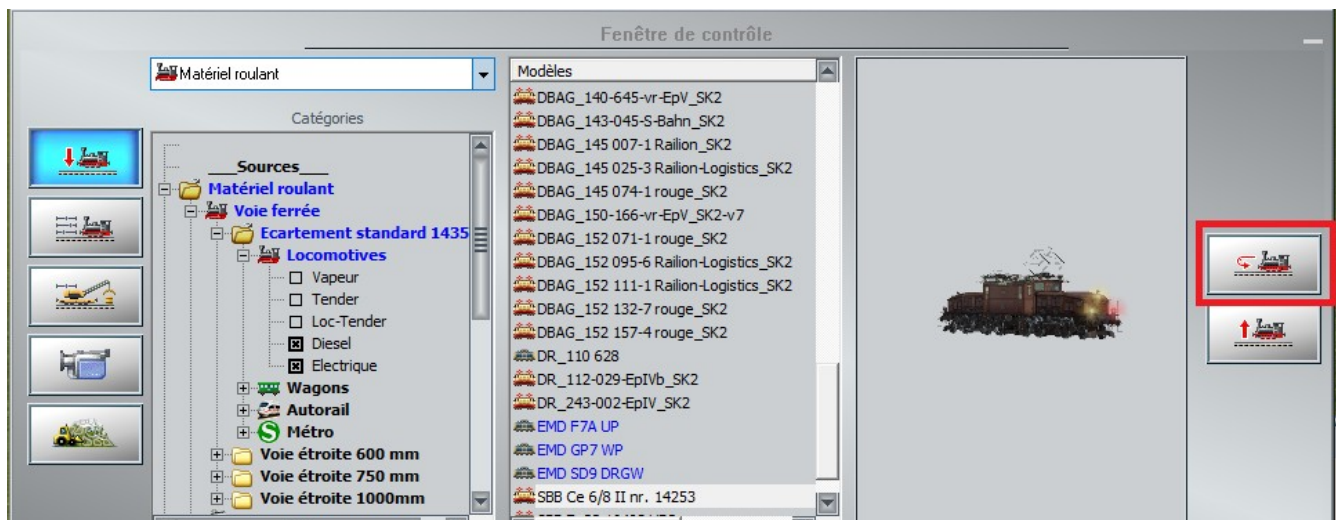 Fenêtre de contrôle
Matériel roulant
Catégories
___Sources___
Matériel roulant
Voie ferrée
Ecartement standard 1435
Locomotives
Vapeur
Tender
Loc-Tender
Diesel
Electrique
Wagons
Autorail
S Métro
Voie étroite 600 mm
Voie étroite 750 mm
Voie étroite 1000mm
Modèles
DBAG_140-645-vr-EpV_SK2
DBAG_143-045-S-Bahn_SK2
DBAG_145 007-1 Railion_SK2
DBAG_145 025-3 Railion-Logistics_SK2
DBAG_145 074-1 rouge_SK2
DBAG_150-166-vr-EpV_SK2-v7
DBAG_152 071-1 rouge_SK2
DBAG_152 095-6 Railion-Logistics_SK2
DBAG_152 111-1 Railion-Logistics_SK2
DBAG_152 132-7 rouge_SK2
DBAG_152 157-4 rouge_SK2
DR_110 628
DR_112-029-EpIVb_SK2
DR_243-002-EpIV_SK2
EMD F7A UP
EMD GP7 WP
EMD SD9 DRGW
SBB Ce 6/8 II nr. 14253